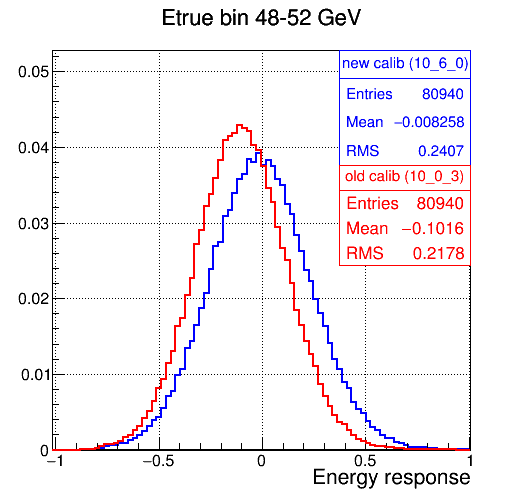 Etrue bin 48-52 GeV
new calib (10_6_0)
Entries 80940
Mean −0.008258
RMS 0.2407
old calib (10_0_3)
Entries 80940
Mean −0.1016
RMS 0.2178
0.05
0.04
0.03
0.02
0.01
0
−1 −0.5 0 0.5 1
Energy response